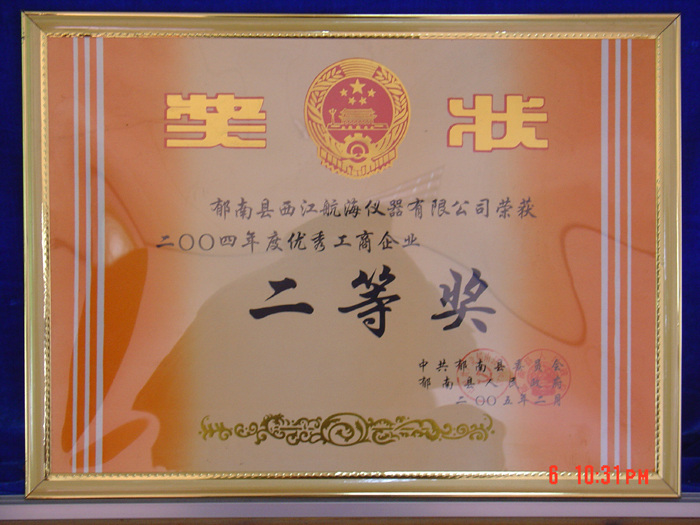 奖状
郁南县西江航海仪器有限公司荣获
二〇〇四年度优秀工商企业
二等奖
中共郁南县委员会
郁南县人民政府
二〇〇五年二月
6 10:31PM